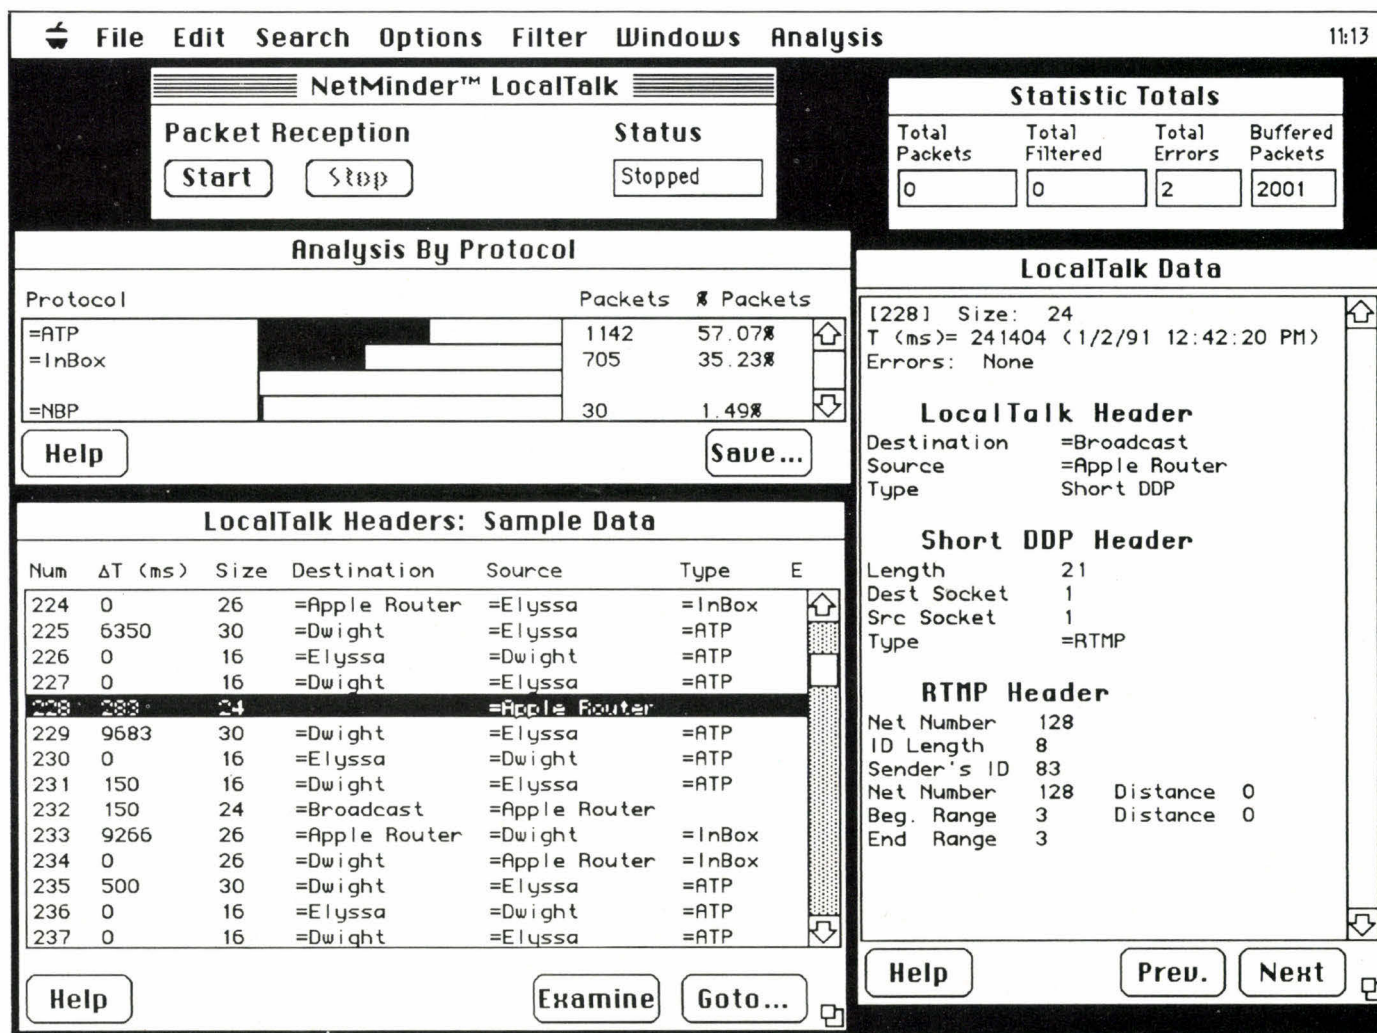 File Edit Search Options Filter Windows Analysis 11:13
NetMinder™ LocalTalk
Packet Reception Status
Start Stop Stopped
Statistic Totals
Total Packets Total Filtered Total Errors Buffered Packets
0 0 2 2001
Analysis By Protocol
Protocol Packets % Packets
=ATP 1142 57.07%
=InBox 705 35.23%
=NBP 30 1.49%
Help Save...
LocalTalk Headers: Sample Data
Num ΔT (ms) Size Destination Source Type E
224 0 26 =Apple Router =Elyssa =InBox
225 6350 30 =Dwight =Elyssa =ATP
226 0 16 =Elyssa =Dwight =ATP
227 0 16 =Dwight =Elyssa =ATP
228 283 24 =Apple Router
229 9683 30 =Dwight =Elyssa =ATP
230 0 16 =Elyssa =Dwight =ATP
231 150 16 =Dwight =Elyssa =ATP
232 150 24 =Broadcast =Apple Router
233 9266 26 =Apple Router =Dwight =InBox
234 0 26 =Dwight =Apple Router =InBox
235 500 30 =Dwight =Elyssa =ATP
236 0 16 =Elyssa =Dwight =ATP
237 0 16 =Dwight =Elyssa =ATP
Help Examine Goto...
LocalTalk Data
[228] Size: 24
T (ms)= 241404 (1/2/91 12:42:20 PM)
Errors: None
LocalTalk Header
Destination =Broadcast
Source =Apple Router
Type Short DDP
Short DDP Header
Length 21
Dest Socket 1
Src Socket 1
Type =RTMP
RTMP Header
Net Number 128
ID Length 8
Sender's ID 83
Net Number 128 Distance 0
Beg. Range 3 Distance 0
End Range 3
Help Prev. Next